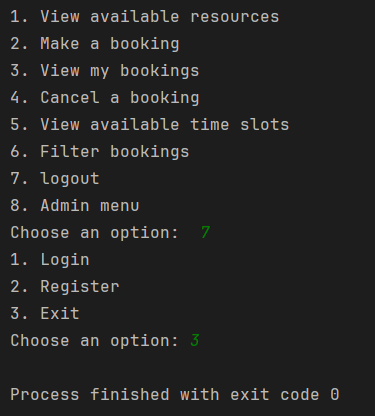 1. View available resources
2. Make a booking
3. View my bookings
4. Cancel a booking
5. View available time slots
6. Filter bookings
7. logout
8. Admin menu
Choose an option:  7
1. Login
2. Register
3. Exit
Choose an option: 3
Process finished with exit code 0